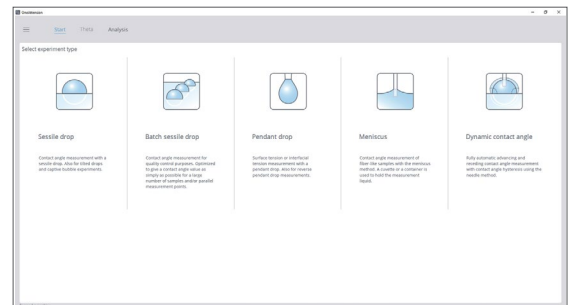 OneAttension
Start Theta Analysis
Select experiment type
Sessile drop
Contact angle measurement with a
sessile drop. Also for tilted drops
and captive bubble experiments.
Batch sessile drop
Contact angle measurement for
quality control purposes. Optimized
to give a contact angle value as
simply as possible for a large
number of samples and/or parallel
measurement points.
Pendant drop
Surface tension or interfacial
tension measurement with a
pendant drop. Also for reverse
pendant drop measurements.
Meniscus
Contact angle measurement of
fiber like samples with the meniscus
method. A cuvette or a container is
used to hold the measurement
liquid.
Dynamic contact angle
Fully automatic advancing and
receding contact angle measurement
with contact angle hysteresis using the
needle method.